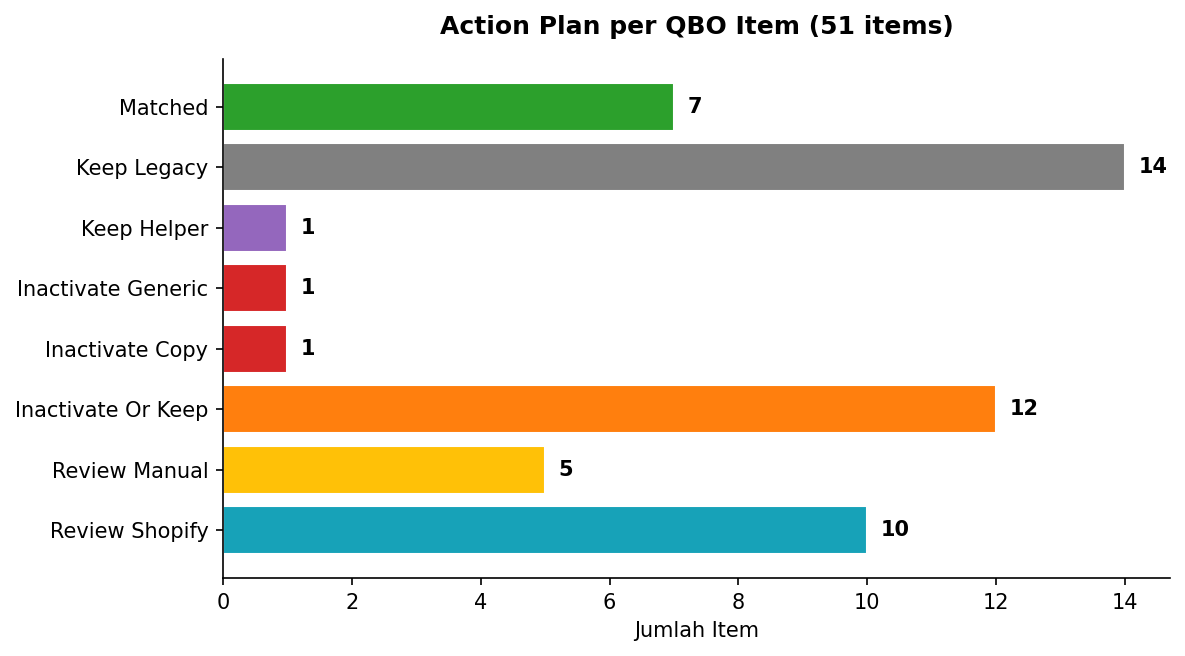 Action Plan per QBO Item (51 items)
Matched 7
Keep Legacy 14
Keep Helper 1
Inactivate Generic 1
Inactivate Copy 1
Inactivate Or Keep 12
Review Manual 5
Review Shopify 10
0 2 4 6 8 10 12 14
Jumlah Item